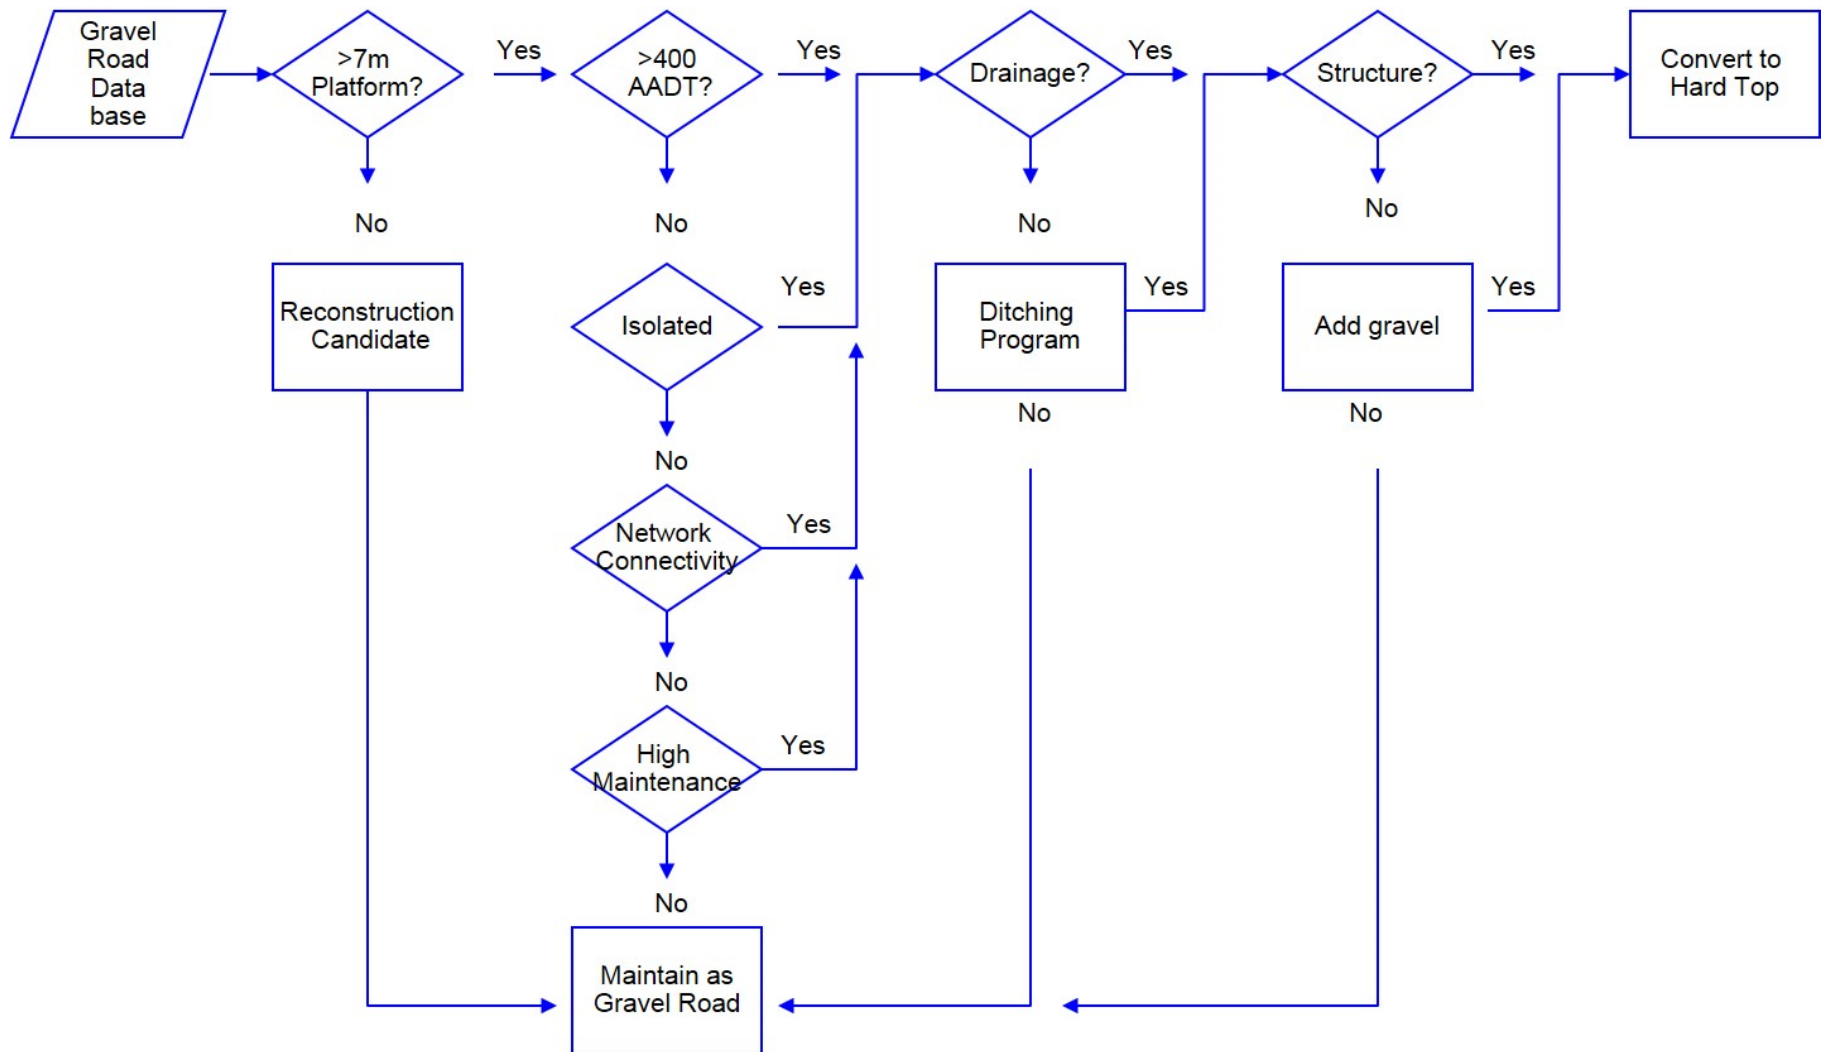 Gravel
Road
Data
base
>7m
Platform?
Yes
>400
AADT?
Yes
Drainage?
Yes
Structure?
Yes
Convert to
Hard Top
No
No
No
No
Reconstruction
Candidate
Isolated
Yes
Ditching
Program
Yes
Add gravel
Yes
No
No
No
Network
Connectivity
Yes
No
High
Maintenance
Yes
No
Maintain as
Gravel Road